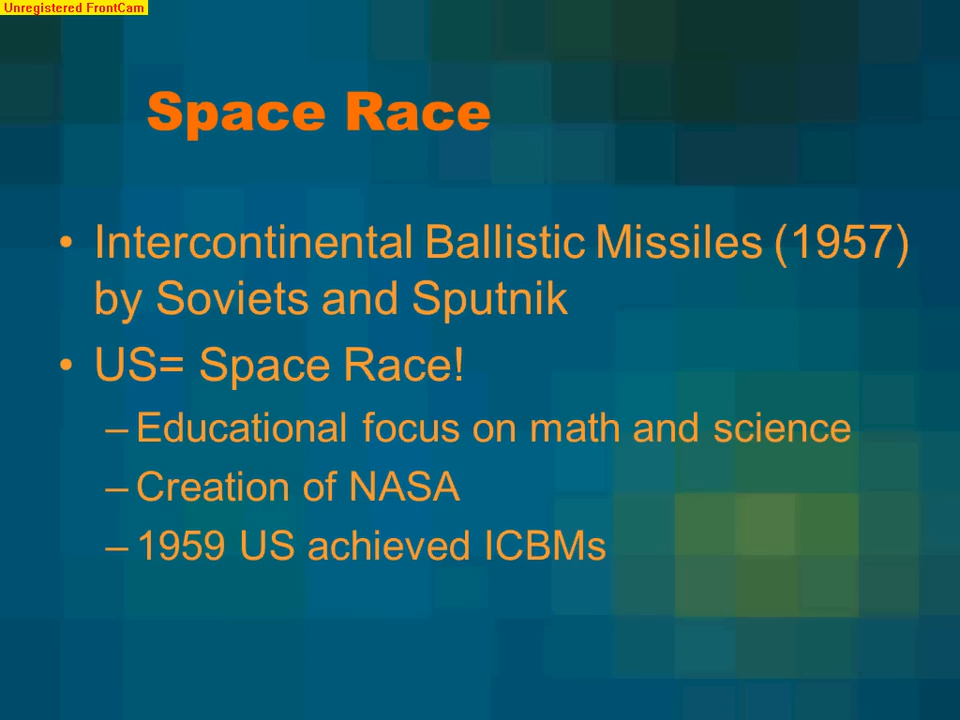 Unregistered FrontCam
Space Race
• Intercontinental Ballistic Missiles (1957)
by Soviets and Sputnik
• US= Space Race!
– Educational focus on math and science
– Creation of NASA
– 1959 US achieved ICBMs